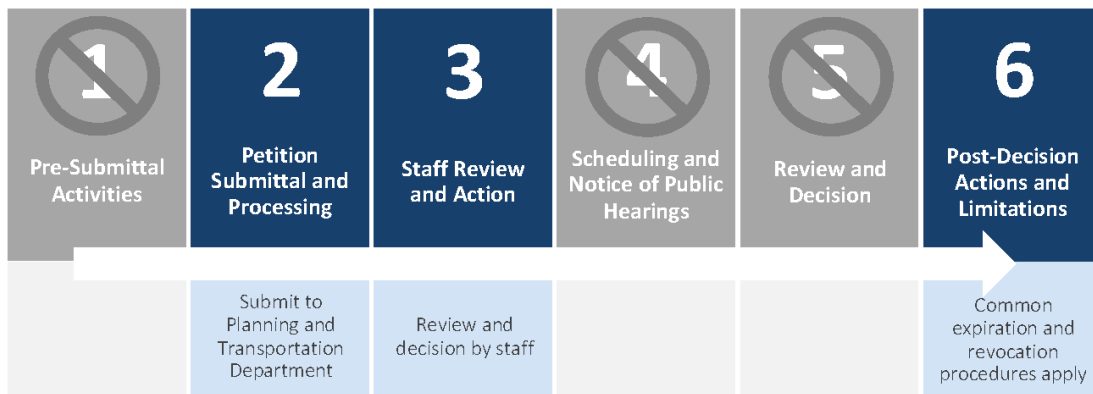 1
Pre-Submittal
Activities
2
Petition
Submittal and
Processing
3
Staff Review
and Action
4
Scheduling and
Notice of Public
Hearings
5
Review and
Decision
6
Post-Decision
Actions and
Limitations
Submit to
Planning and
Transportation
Department
Review and
decision by staff
Common
expiration and
revocation
procedures apply